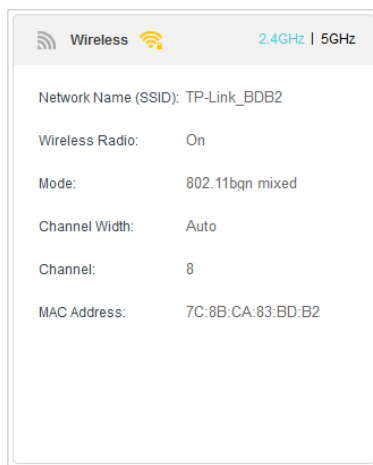 Wireless 2.4GHz | 5GHz
Network Name (SSID): TP-Link_BDB2
Wireless Radio: On
Mode: 802.11bgn mixed
Channel Width: Auto
Channel: 8
MAC Address: 7C:8B:CA:83:BD:B2